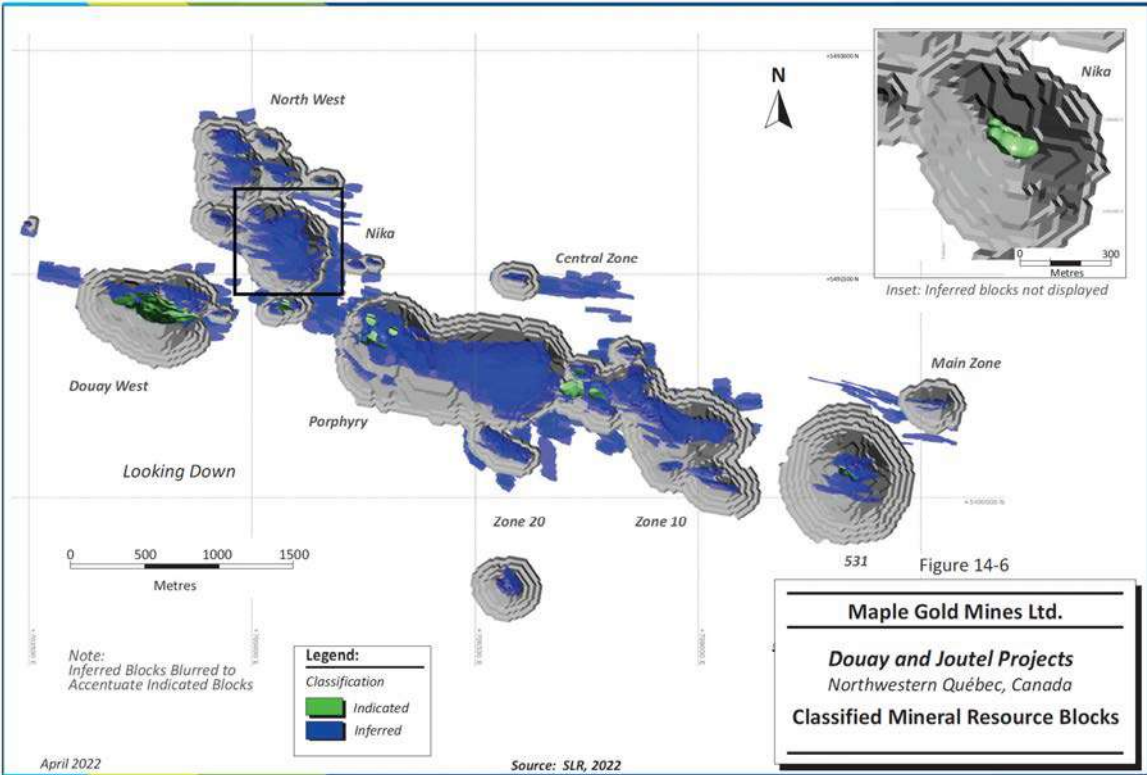 North West
N
Nika
0 300
Metres
Inset: Inferred blocks not displayed
Nika
Central Zone
Main Zone
Douay West
Porphyry
Looking Down
Zone 20
Zone 10
531
0 500 1000 1500
Metres
Figure 14-6
Maple Gold Mines Ltd.
Douay and Joutel Projects
Northwestern Québec, Canada
Classified Mineral Resource Blocks
Note:
Inferred Blocks Blurred to
Accentuate Indicated Blocks
Legend:
Classification
Indicated
Inferred
April 2022
Source: SLR, 2022